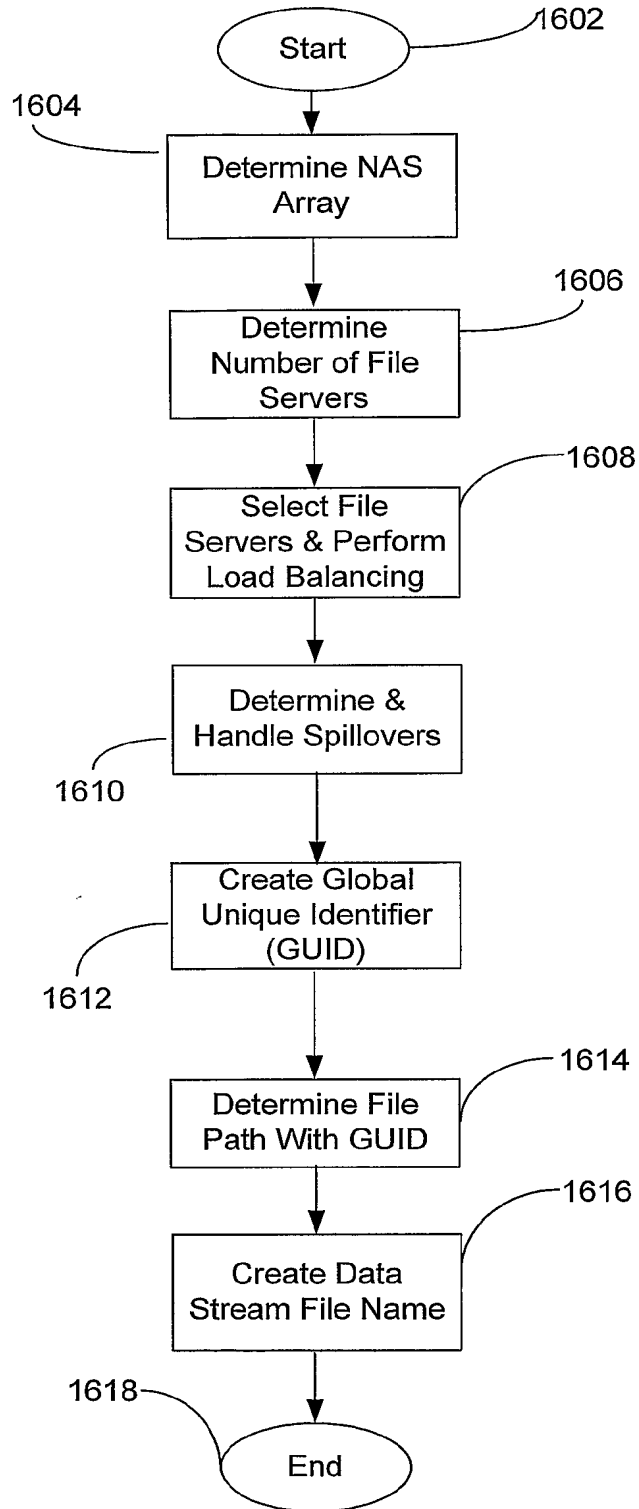 1602
Start
1604
Determine NAS
Array
1606
Determine
Number of File
Servers
1608
Select File
Servers & Perform
Load Balancing
Determine &
Handle Spillovers
1610
Create Global
Unique Identifier
(GUID)
1612
1614
Determine File
Path With GUID
1616
Create Data
Stream File Name
1618
End